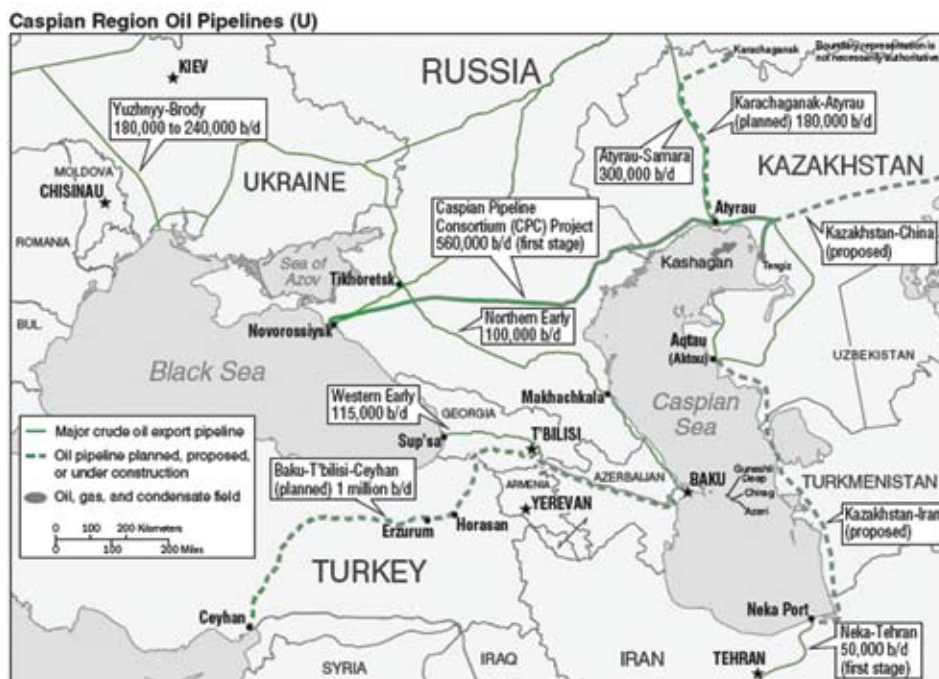 Caspian Region Oil Pipelines (U)
KIEV
RUSSIA
Karachagansk
Boundary representation is
not necessarily authoritative
Yuzhnyy-Brody
180,000 to 240,000 b/d
Karachaganak-Atyrau
(planned) 180,000 b/d
MOLDOVA
CHISINAU
UKRAINE
Atyrau-Samara
300,000 b/d
KAZAKHSTAN
ROMANIA
Caspian Pipeline
Consortium (CPC) Project
560,000 b/d (first stage)
Atyrau
Kazakhstan-China
(proposed)
Sea of
Azov
Tikhoretsk
Kashagan
Tengiz
BUL.
Novorossiysk
Northern Early
100,000 b/d
Aqtau
(Aktou)
UZBEKISTAN
Black Sea
Western Early
115,000 b/d
Makhachkala
Caspian
Sea
GEORGIA
Sup'sa
T'BILISI
Major crude oil export pipeline
Oil pipeline planned, proposed,
or under construction
Oil, gas, and condensate field
Baku-T'bilisi-Ceyhan
(planned) 1 million b/d
ARMENIA
AZERBAIJAN
BAKU
Guneshli
Deep
Chirag
Azeri
TURKMENISTAN
YEREVAN
Kazakhstan-Iran
(proposed)
0 100 200 Kilometers
0 100 200 Miles
Erzurum
Horasan
TURKEY
Ceyhan
Neka Port
Neka-Tehran
50,000 b/d
(first stage)
SYRIA
IRAQ
IRAN
TEHRAN